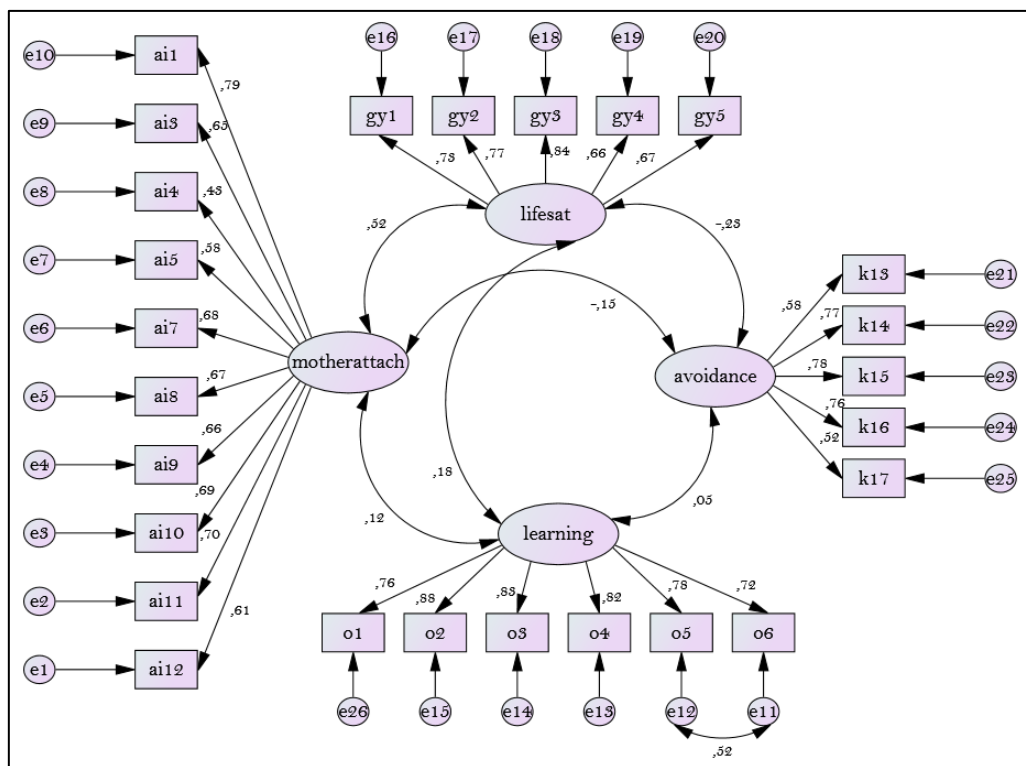 e10
ai1
,79
e9
ai3
,65
e8
ai4
,43
e7
ai5
,58
e6
ai7
,68
e5
ai8
,67
e4
ai9
,66
e3
ai10
,69
e2
ai11
,70
e1
ai12
,61
motherattach
e16
e17
e18
e19
e20
gy1
gy2
gy3
gy4
gy5
,73
,77
,84
,66
,67
lifesat
,52
-,23
-,15
,18
,12
,05
avoidance
,58
k13
e21
,77
k14
e22
,78
k15
e23
,76
k16
e24
,52
k17
e25
learning
,76
,88
,83
,82
,78
,72
o1
o2
o3
o4
o5
o6
e26
e15
e14
e13
e12
e11
,52